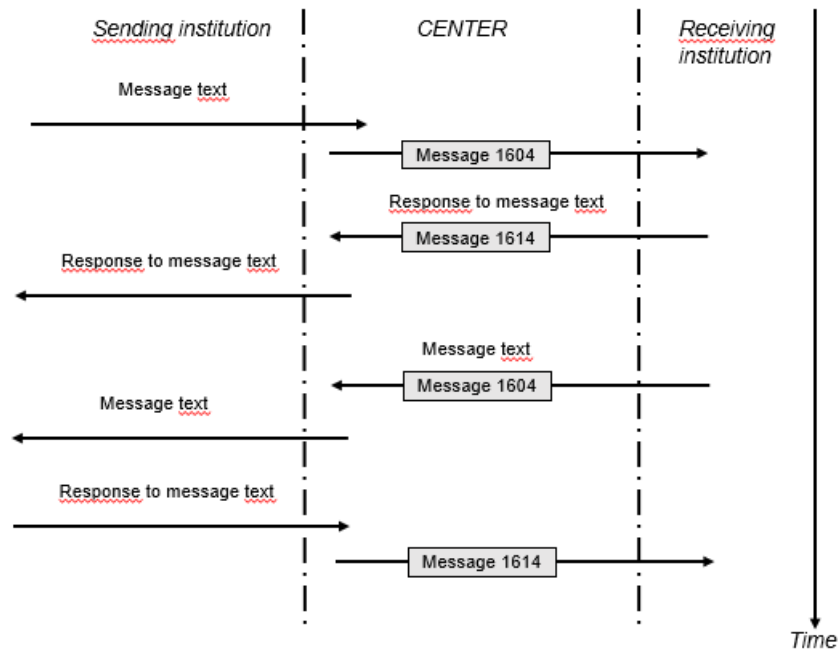 Sending institution
CENTER
Receiving
institution
Message text
Message 1604
Response to message text
Message 1614
Response to message text
Message text
Message 1604
Message text
Response to message text
Message 1614
Time